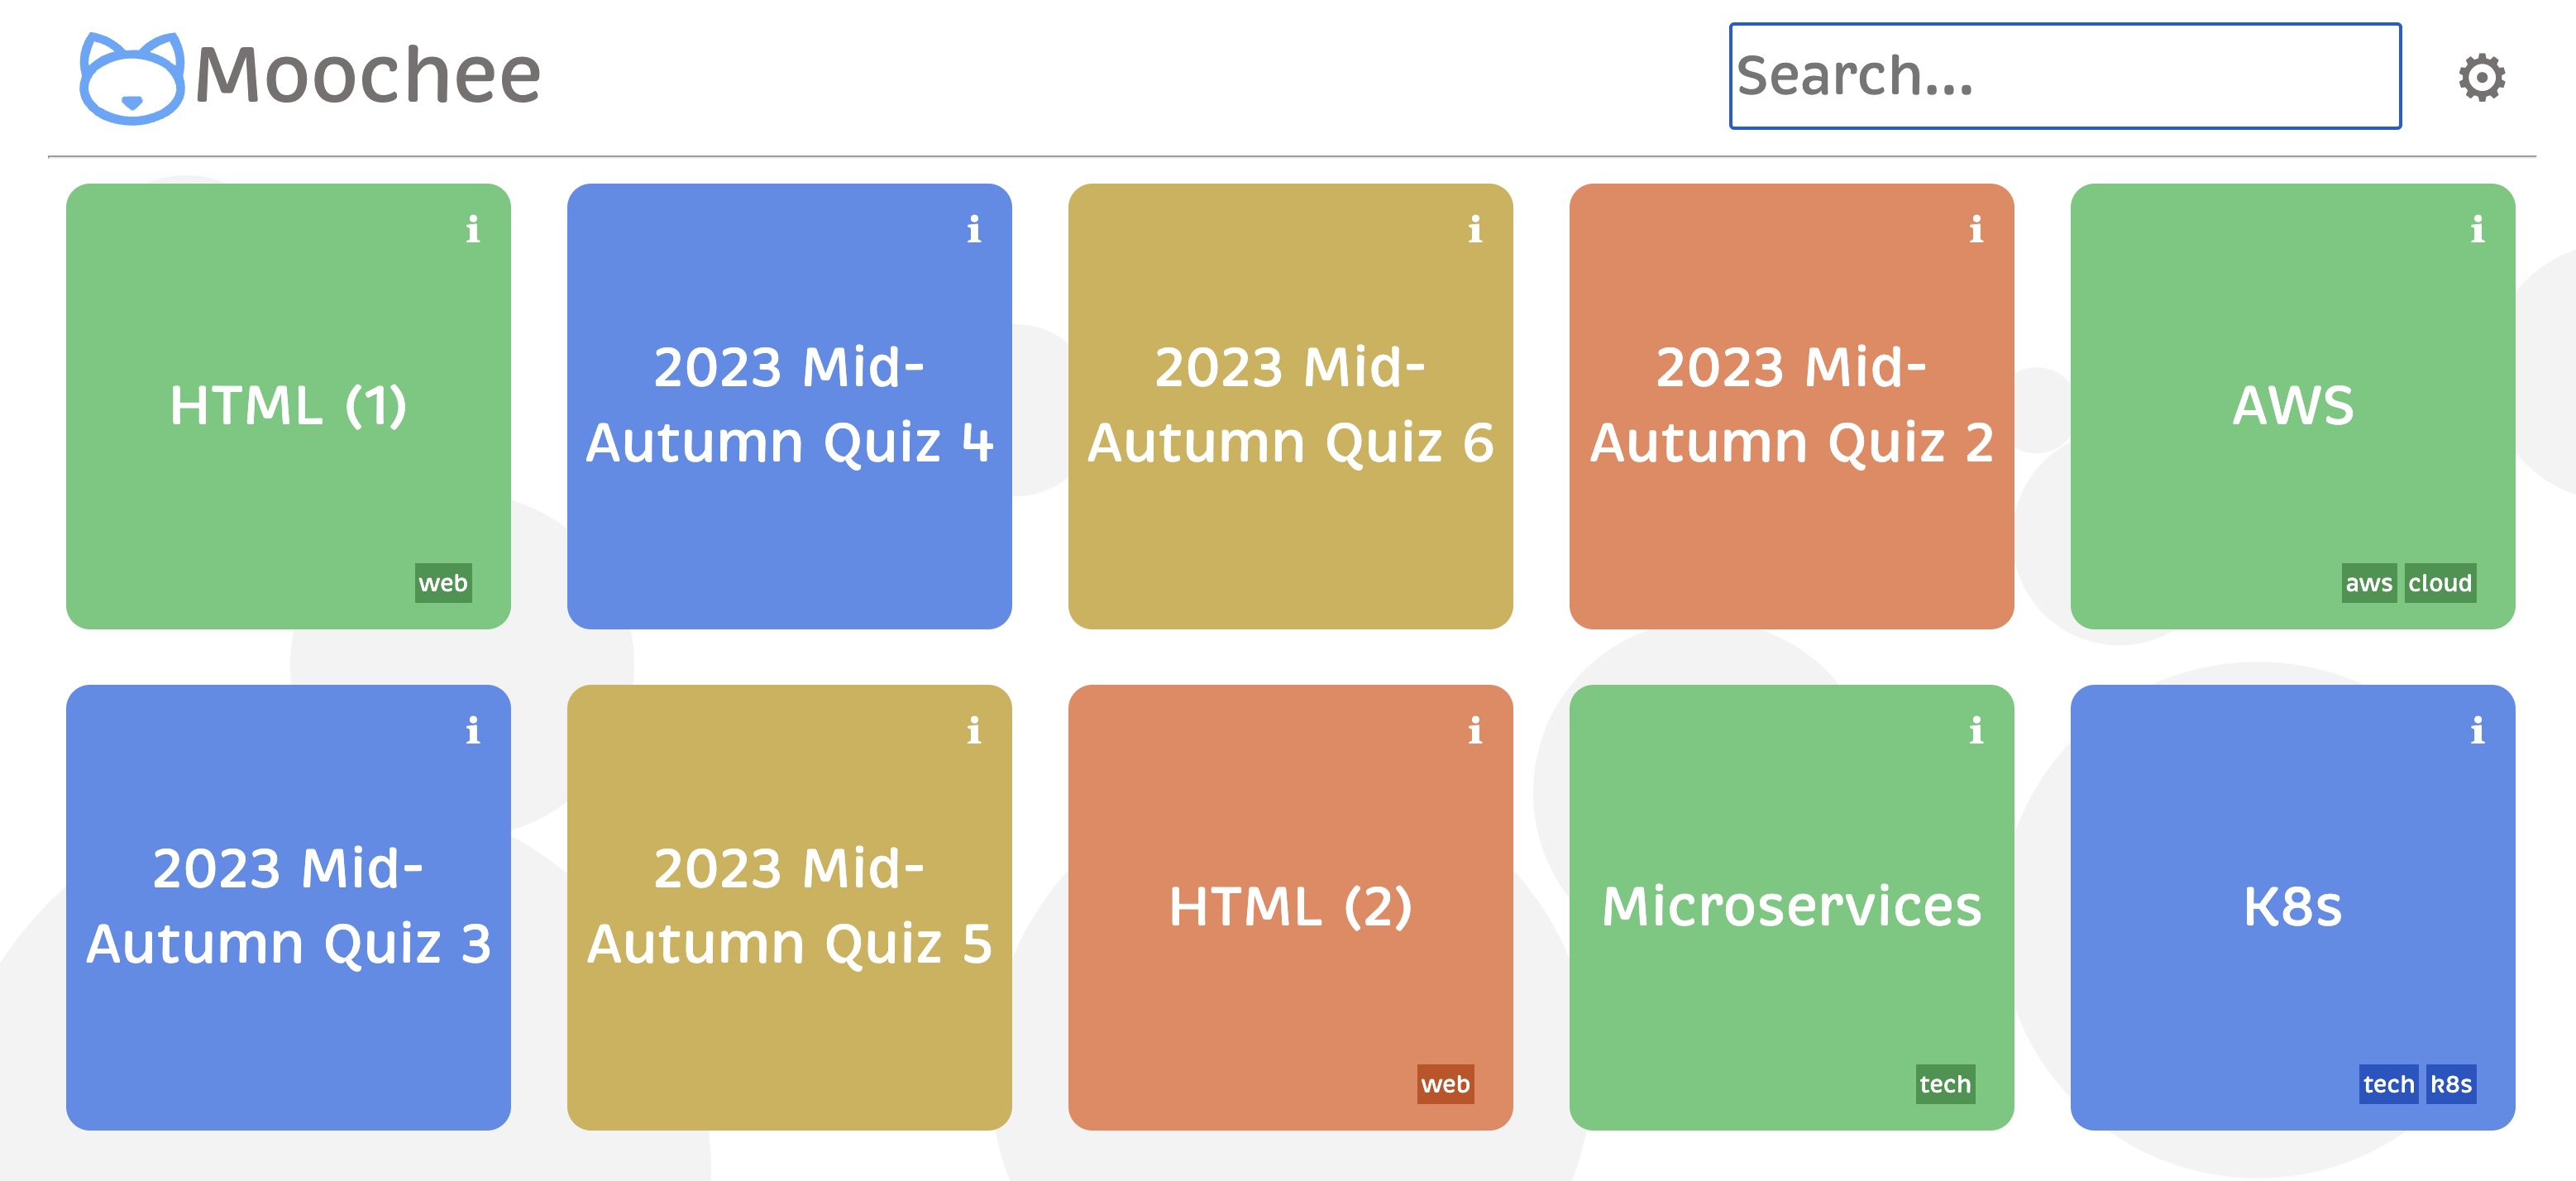 Moochee
Search...
i
HTML (1)
web
i
2023 Mid-
Autumn Quiz 4
i
2023 Mid-
Autumn Quiz 6
i
2023 Mid-
Autumn Quiz 2
i
AWS
aws cloud
i
2023 Mid-
Autumn Quiz 3
i
2023 Mid-
Autumn Quiz 5
i
HTML (2)
web
i
Microservices
tech
i
K8s
tech k8s